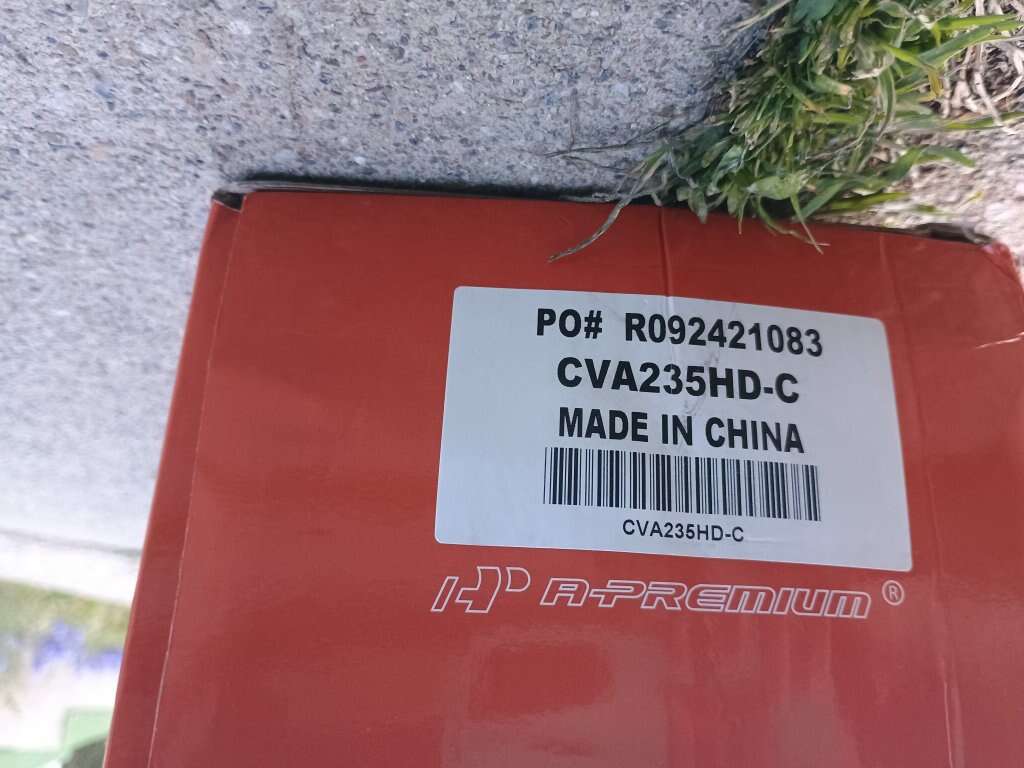 PO# R092421083
CVA235HD-C
MADE IN CHINA
CVA235HD-C
A-PREMIUM ®